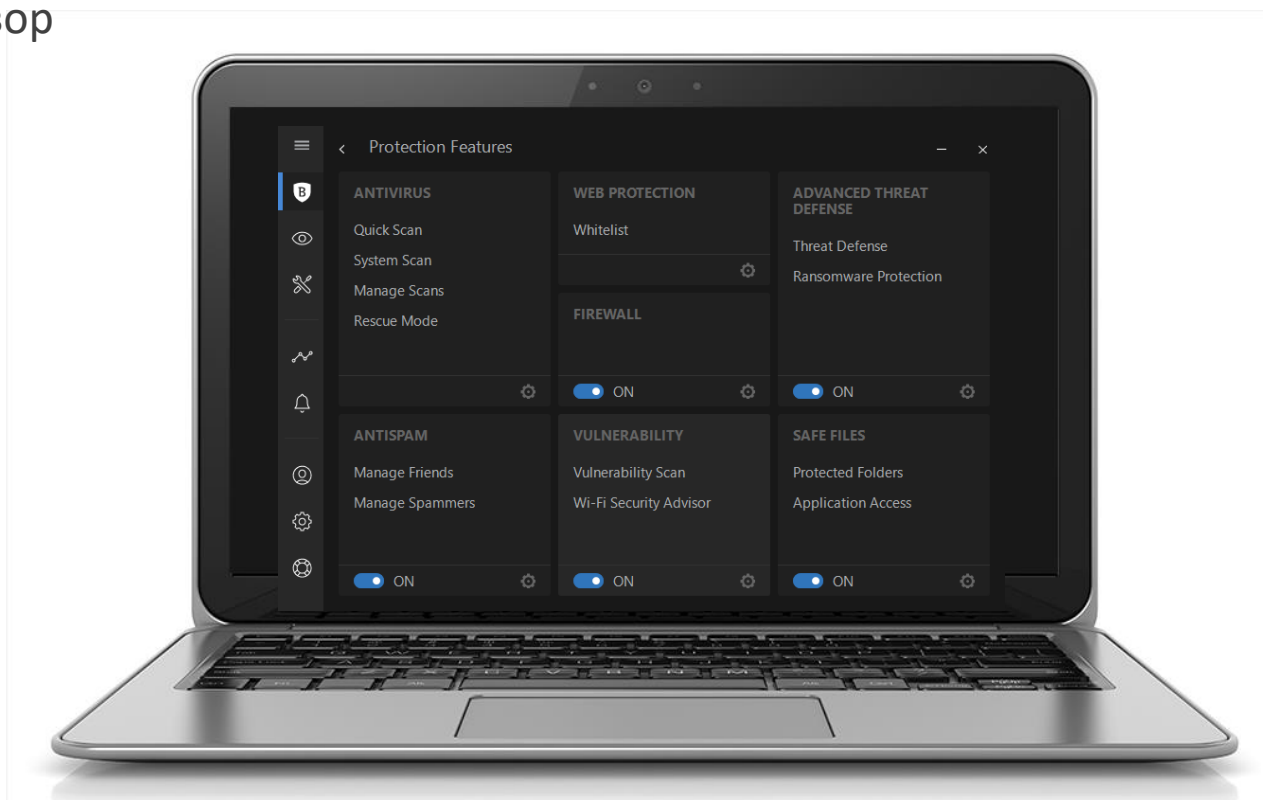 зор
Protection Features
B
ANTIVIRUS
Quick Scan
System Scan
Manage Scans
Rescue Mode
WEB PROTECTION
Whitelist
FIREWALL
ON
ADVANCED THREAT
DEFENSE
Threat Defense
Ransomware Protection
ON
ANTISPAM
Manage Friends
Manage Spammers
ON
VULNERABILITY
Vulnerability Scan
Wi-Fi Security Advisor
ON
SAFE FILES
Protected Folders
Application Access
ON